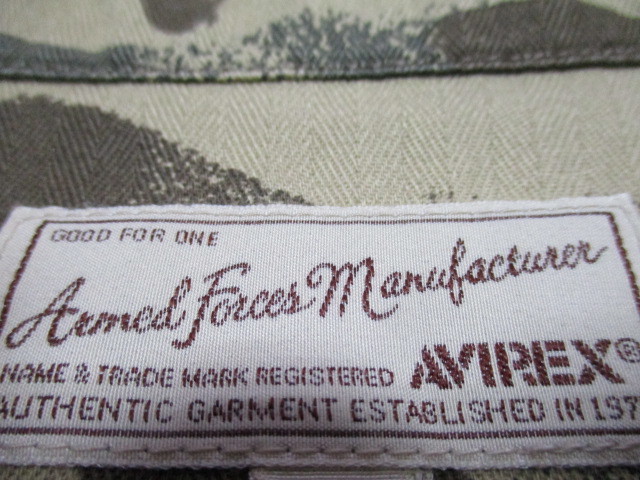 GOOD FOR ONE
Armed Forces Manufacturer
NAME & TRADE MARK REGISTERED AVIREX®
AUTHENTIC GARMENT ESTABLISHED IN 197